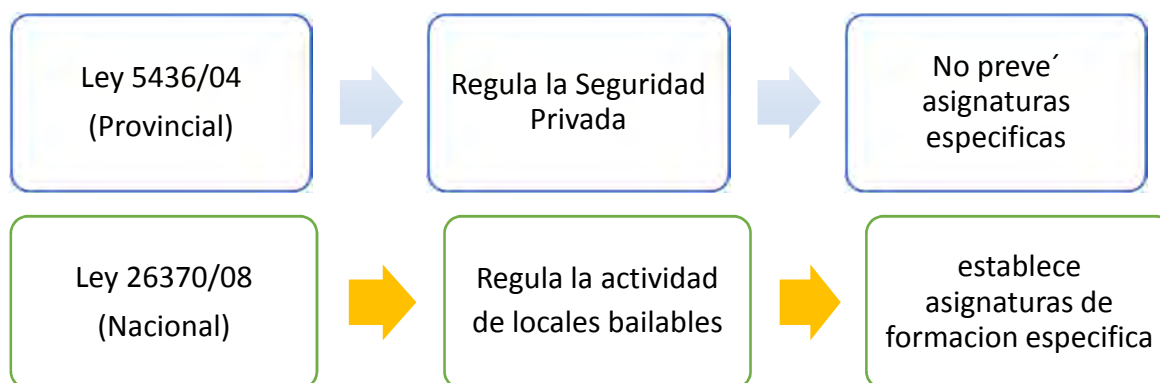 Ley 5436/04
(Provincial)
Regula la Seguridad
Privada
No preve´
asignaturas
especificas
Ley 26370/08
(Nacional)
Regula la actividad
de locales bailables
establece
asignaturas de
formacion especifica